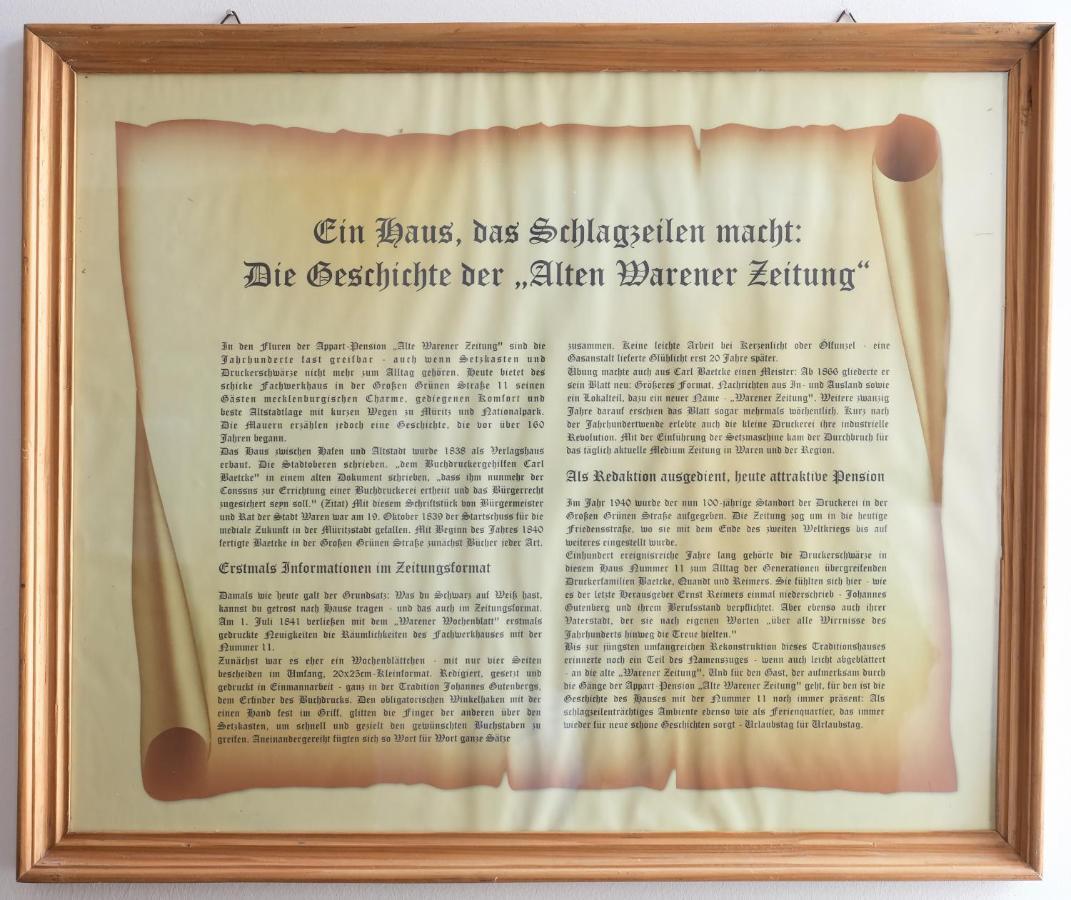 Ein Haus, das Schlagzeilen macht:
Die Geschichte der „Alten Warener Zeitung“
In den Fluren der Appart-Pension „Alte Warener Zeitung" sind die
Jahrhunderte fast greifbar - auch wenn Setzkasten und
Druckerschwärze nicht mehr zum Alltag gehören. Heute bietet des
schicke Fachwerkhaus in der Großen Grünen Straße 11 seinen
Gästen mecklenburgischen Charme, gediegenen Komfort und
beste Altstadtlage mit kurzen Wegen zu Müritz und Nationalpark.
Die Mauern erzählen jedoch eine Geschichte, die vor über 160
Jahren begann.
Das Haus zwischen Hafen und Altstadt wurde 1838 als Verlagshaus
erbaut. Die Stadtoberen schrieben, „dem Buchdruckergehilfen Carl
Baetcke" in einem alten Dokument schrieben, „dass ihm nunmehr der
Conssns zur Errichtung einer Buchdruckerei ertheit und das Bürgerrecht
zugesichert seyn soll." (Zitat) Mit diesem Schriftstück von Bürgermeister
und Rat der Stadt Waren war am 19. Oktober 1839 der Startschuss für die
mediale Zukunft in der Müritzstadt gefallen. Mit Beginn des Jahres 1840
fertigte Baetcke in der Großen Grünen Straße zunächst Bücher jeder Art.
Erstmals Informationen im Zeitungsformat
Damals wie heute galt der Grundsatz: Was du Schwarz auf Weiß hast,
kannst du getrost nach Hause tragen - und das auch im Zeitungsformat.
Am 1. Juli 1841 verließen mit dem „Warener Wochenblatt" erstmals
gedruckte Neuigkeiten die Räumlichkeiten des Fachwerkhauses mit der
Nummer 11.
Zunächst war es eher ein Wochenblättchen - mit nur vier Seiten
bescheiden im Umfang, 20x25cm-Kleinformat. Redigiert, gesetzt und
gedruckt in Einmannarbeit - ganz in der Tradition Johannes Gutenbergs,
dem Erfinder des Buchdrucks. Den obligatorischen Winkelhaken mit der
einen Hand fest im Griff, glitten die Finger der anderen über den
Setzkasten, um schnell und gezielt den gewünschten Buchstaben zu
greifen. Aneinandergereiht fügten sich so Wort für Wort ganze Sätze
zusammen. Keine leichte Arbeit bei Kerzenlicht oder Ölfunzel - eine
Gasanstalt lieferte Glühlicht erst 20 Jahre später.
Übung machte auch aus Carl Baetcke einen Meister: Ab 1866 gliederte er
sein Blatt neu: Größeres Format. Nachrichten aus In- und Ausland sowie
ein Lokalteil, dazu ein neuer Name - „Warener Zeitung". Weitere zwanzig
Jahre darauf erschien das Blatt sogar mehrmals wöchentlich. Kurz nach
der Jahrhundertwende erlebte auch die kleine Druckerei ihre industrielle
Revolution. Mit der Einführung der Setzmaschine kam der Durchbruch für
das täglich aktuelle Medium Zeitung in Waren und der Region.
Als Redaktion ausgedient, heute attraktive Pension
Im Jahr 1940 wurde der nun 100-jährige Standort der Druckerei in der
Großen Grünen Straße aufgegeben. Die Zeitung zog um in die heutige
Friedensstraße, wo sie mit dem Ende des zweiten Weltkriegs bis auf
weiteres eingestellt wurde.
Einhundert ereignisreiche Jahre lang gehörte die Druckerschwärze in
diesem Haus Nummer 11 zum Alltag der Generationen übergreifenden
Druckerfamilien Baetcke, Quandt und Reimers. Sie fühlten sich hier - wie
es der letzte Herausgeber Ernst Reimers einmal niederschrieb - Johannes
Gutenberg und ihrem Berufsstand verpflichtet. Aber ebenso auch ihrer
Vaterstadt, der sie nach eigenen Worten „über alle Wirrnisse des
Jahrhunderts hinweg die Treue hielten."
Bis zur jüngsten umfangreichen Rekonstruktion dieses Traditionshauses
erinnerte noch ein Teil des Namenszuges - wenn auch leicht abgeblättert
- an die alte „Warener Zeitung". Und für den Gast, der aufmerksam durch
die Gänge der Appart-Pension „Alte Warener Zeitung" geht, für den ist die
Geschichte des Hauses mit der Nummer 11 noch immer präsent: Als
schlagzeilenträchtiges Ambiente ebenso wie als Ferienquartier, das immer
wieder für neue schöne Geschichten sorgt - Urlaubstag für Urlaubstag.